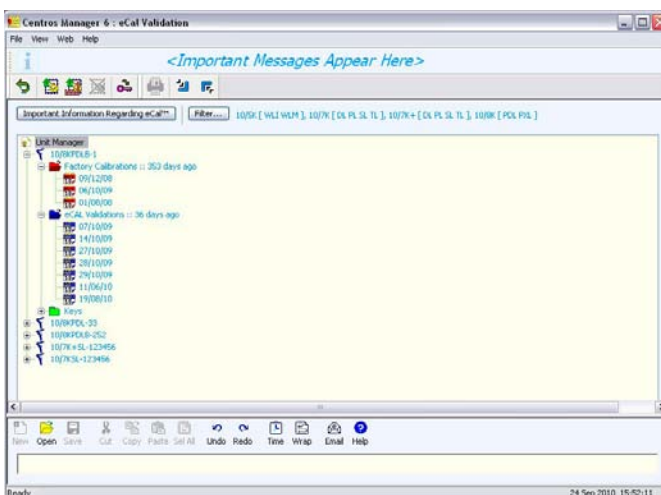 Centros Manager 6 : eCal Validation
File View Web Help
<Important Messages Appear Here>
Important Information Regarding eCal™ Filter... 10/5K [ WLI WLM ], 10/7K [ DL PL SL TL ], 10/7K+ [ DL PL SL TL ], 10/8K [ PDL PXL ]
Unit Manager
10/8KPDLB-1
Factory Calibrations :: 353 days ago
09/12/08
06/10/09
eCAL Validations :: 36 days ago
07/10/09
14/10/09
27/10/09
28/10/09
29/10/09
11/06/10
19/08/10
Keys
10/8KPDL-33
10/8KPDLB-252
10/7K+SL-123456
10/7KSL-123456
New Open Save Cut Copy Paste Sel All Undo Redo Time Wrap Email Help
Ready 24 Sep 2010 15:52:11